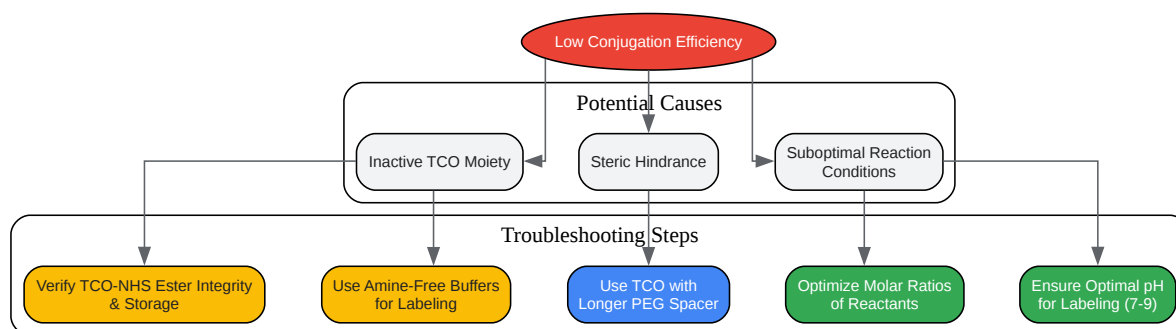 Low Conjugation Efficiency
Potential Causes
Inactive TCO Moiety
Steric Hindrance
Suboptimal Reaction
Conditions
Troubleshooting Steps
Verify TCO-NHS Ester Integrity
& Storage
Use Amine-Free Buffers
for Labeling
Use TCO with
Longer PEG Spacer
Optimize Molar Ratios
of Reactants
Ensure Optimal pH
for Labeling (7-9)